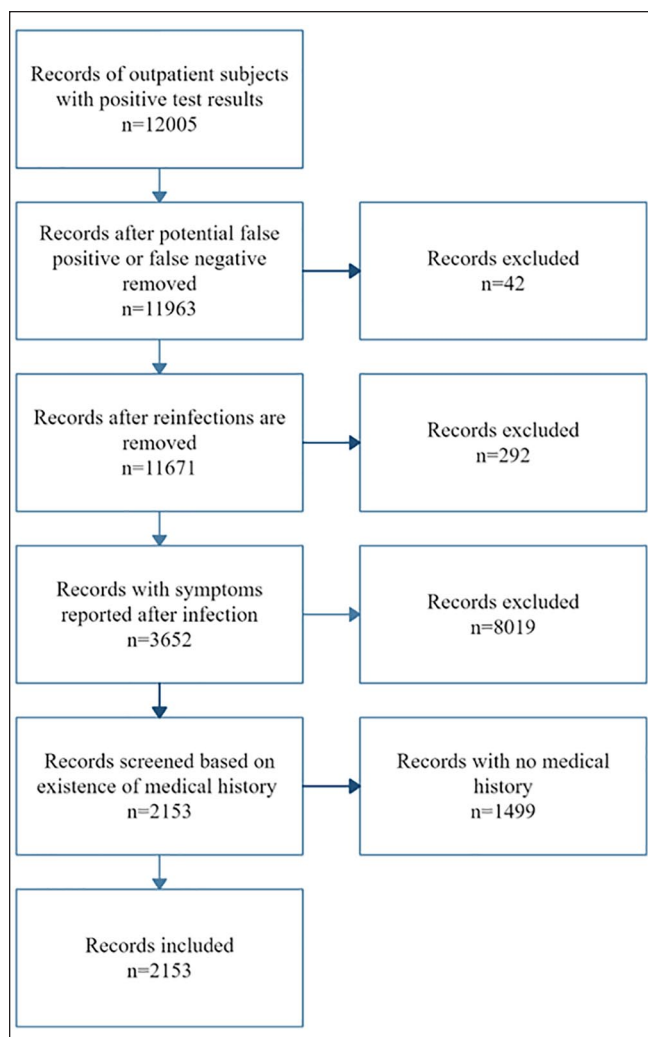 Records of outpatient subjects
with positive test results
n=12005
Records after potential false
positive or false negative
removed
n=11963
Records excluded
n=42
Records after reinfections are
removed
n=11671
Records excluded
n=292
Records with symptoms
reported after infection
n=3652
Records excluded
n=8019
Records screened based on
existence of medical history
n=2153
Records with no medical
history
n=1499
Records included
n=2153